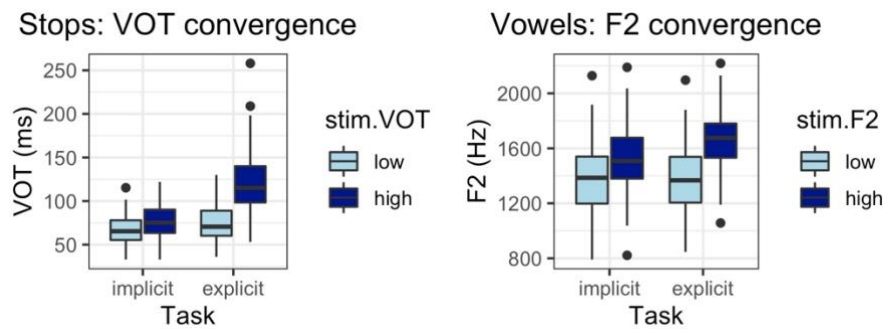 Stops: VOT convergence
VOT (ms)
250
200
150
100
50
implicit
explicit
Task
stim.VOT
low
high
Vowels: F2 convergence
F2 (Hz)
2000
1600
1200
800
implicit
explicit
Task
stim.F2
low
high